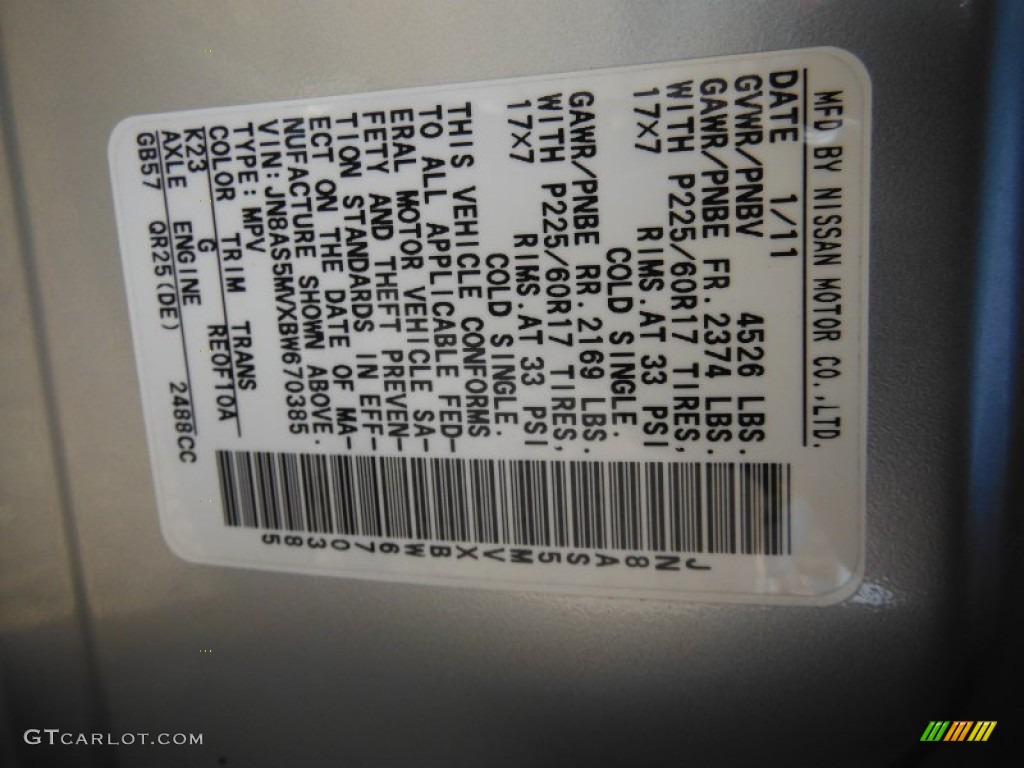 MFD BY NISSAN MOTOR CO.,LTD.
DATE 1/11
GVWR/PNBV 4526 LBS.
GAWR/PNBE FR.2374 LBS.
WITH P225/60R17 TIRES,
17×7 RIMS.AT 33 PSI
COLD SINGLE.
GAWR/PNBE RR.2169 LBS.
WITH P225/60R17 TIRES,
17×7 RIMS.AT 33 PSI
COLD SINGLE.
THIS VEHICLE CONFORMS
TO ALL APPLICABLE FED-
ERAL MOTOR VEHICLE SA-
FETY AND THEFT PREVEN-
TION STANDARDS IN EFF-
ECT ON THE DATE OF MA-
NUFACTURE SHOWN ABOVE.
VIN:JN8AS5MVXBW670385
TYPE:MPV
COLOR TRIM TRANS
K23 G RE0F10A
AXLE ENGINE
GB57 QR25(DE) 2488CC
JN8AS5MVXBW670385
GTCARLOT.COM